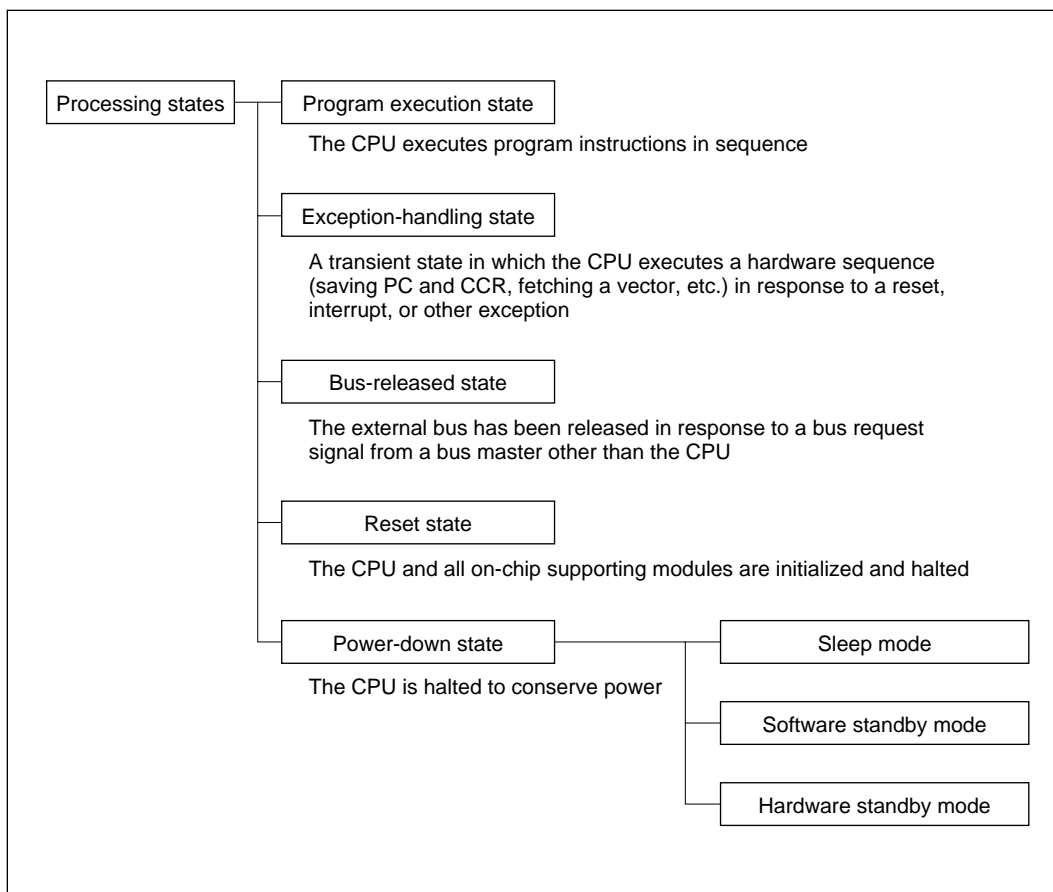 Processing states
Program execution state
The CPU executes program instructions in sequence
Exception-handling state
A transient state in which the CPU executes a hardware sequence
(saving PC and CCR, fetching a vector, etc.) in response to a reset,
interrupt, or other exception
Bus-released state
The external bus has been released in response to a bus request
signal from a bus master other than the CPU
Reset state
The CPU and all on-chip supporting modules are initialized and halted
Power-down state
The CPU is halted to conserve power
Sleep mode
Software standby mode
Hardware standby mode